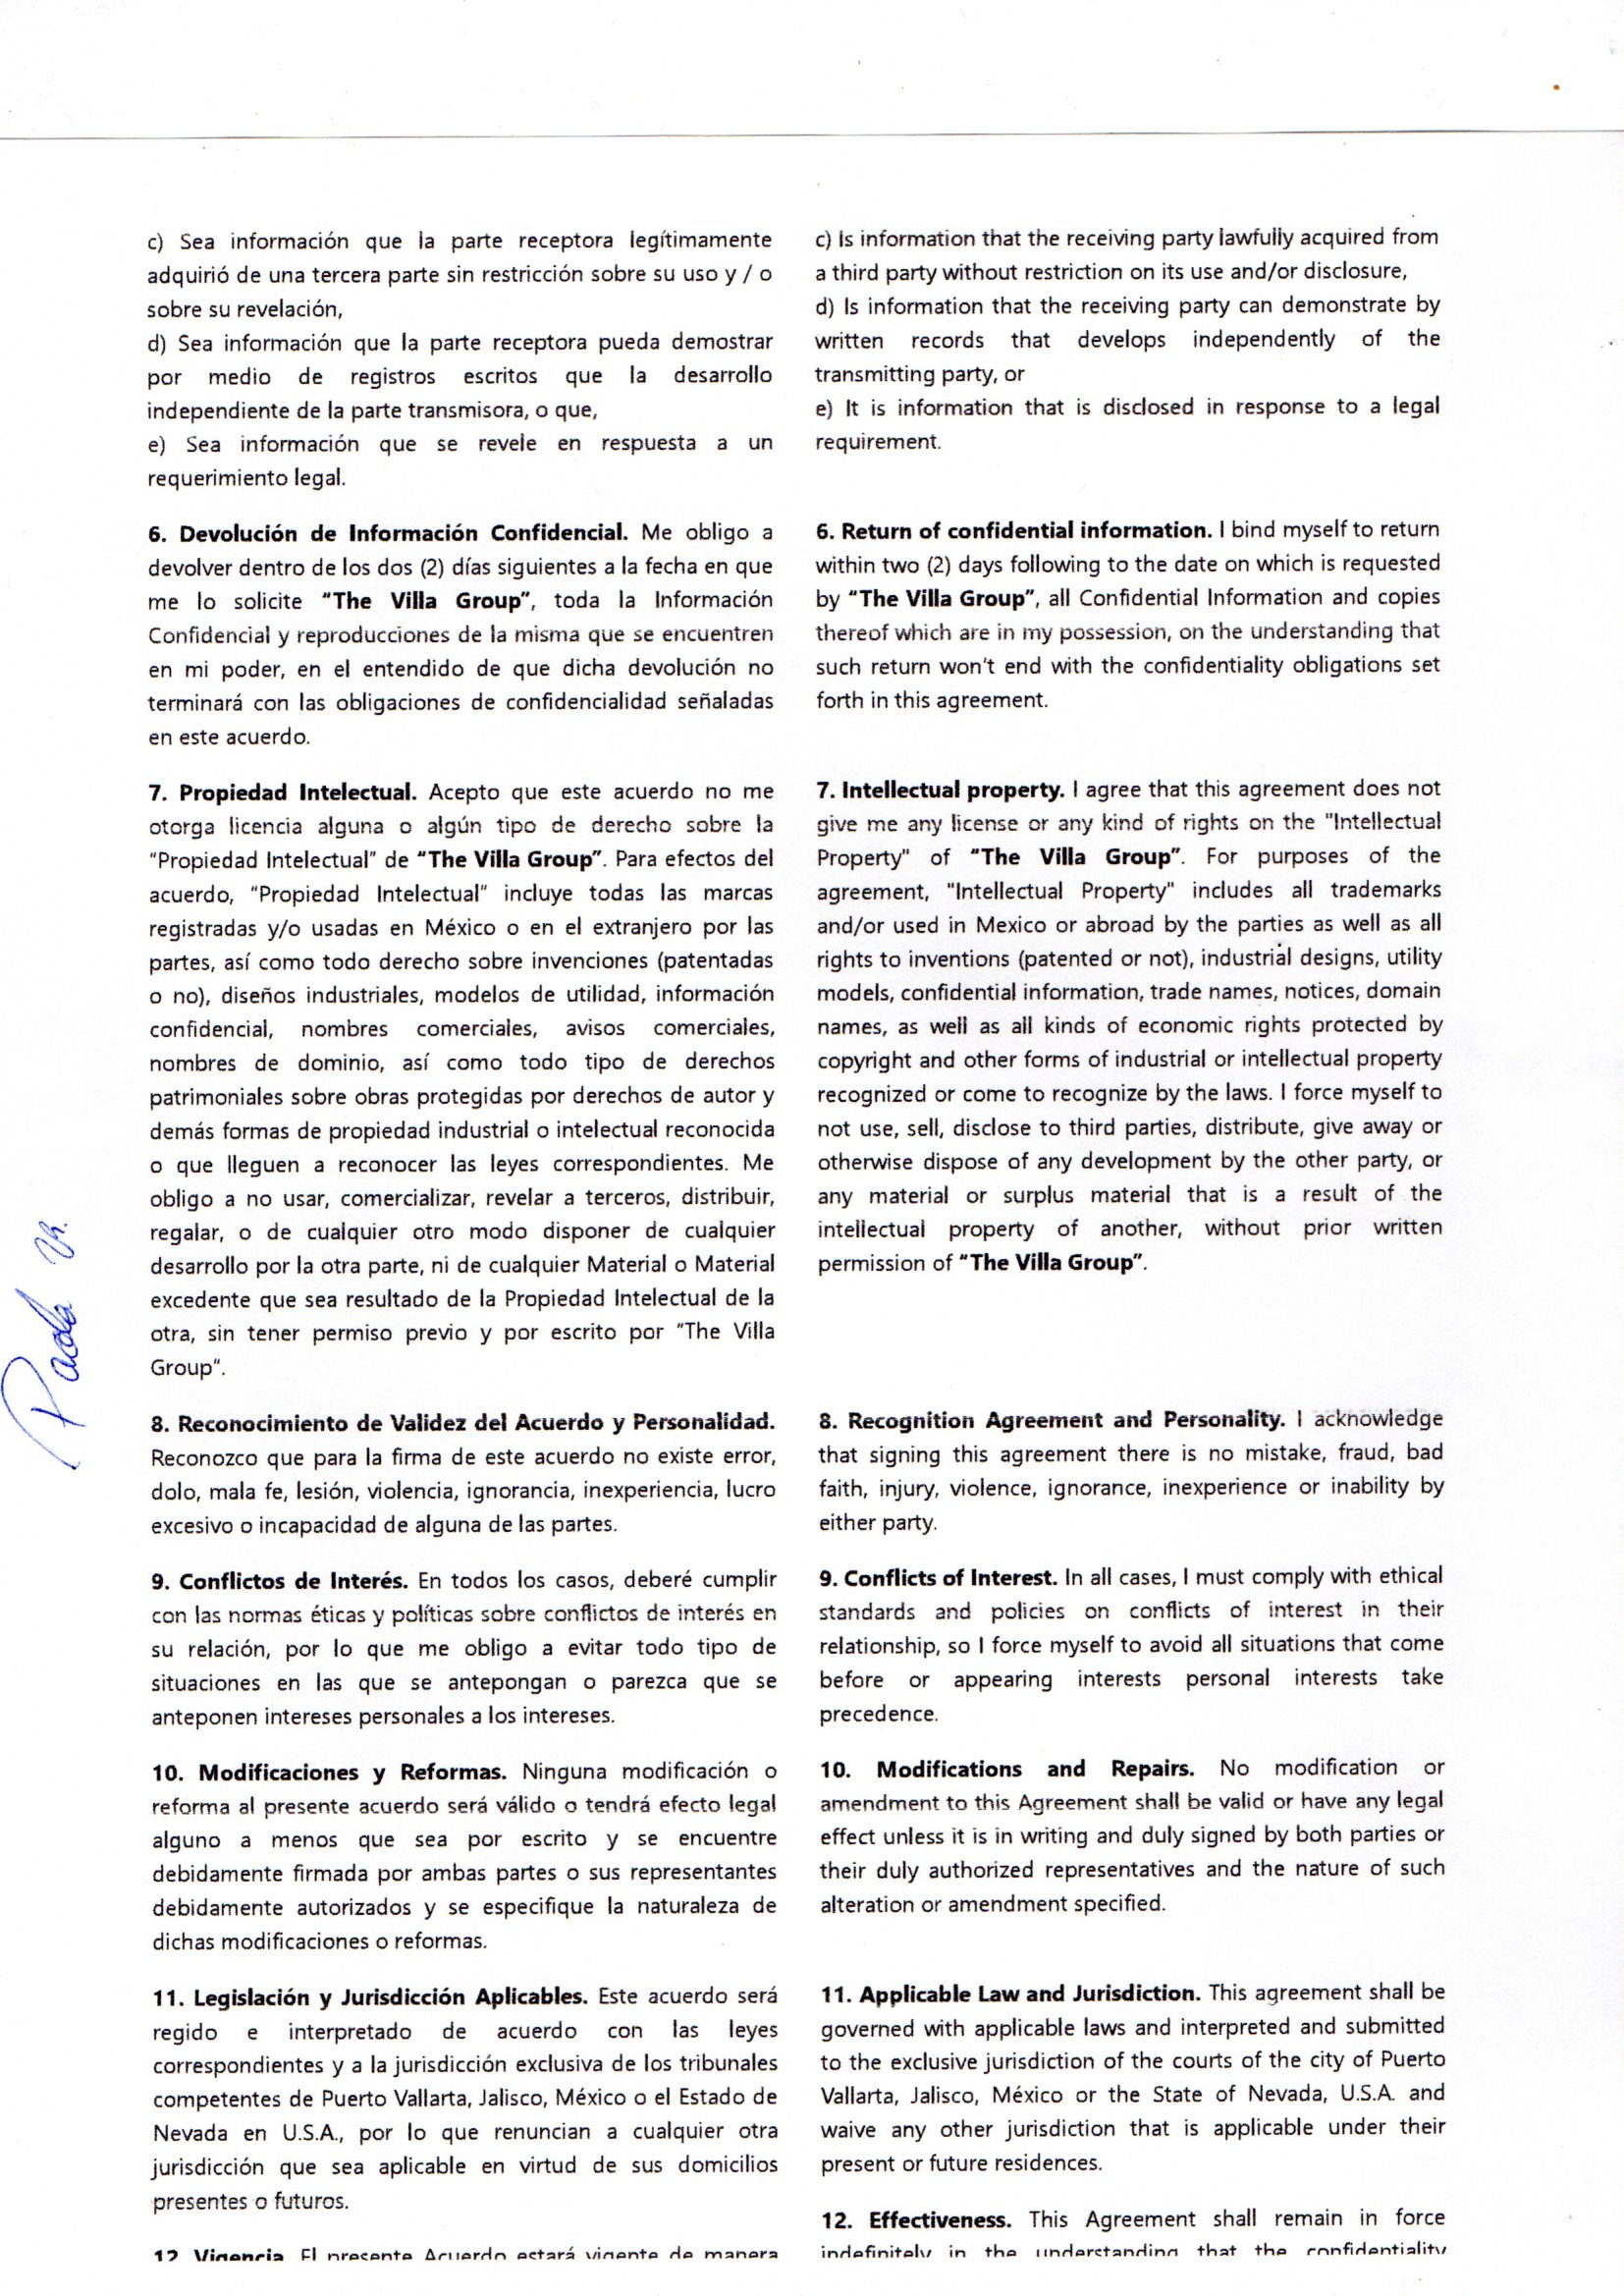 c) Sea información que la parte receptora legítimamente
adquirió de una tercera parte sin restricción sobre su uso y / o
sobre su revelación,
d) Sea información que la parte receptora pueda demostrar
por medio de registros escritos que la desarrollo
independiente de la parte transmisora, o que,
e) Sea información que se revele en respuesta a un
requerimiento legal.
6. Devolución de Información Confidencial. Me obligo a
devolver dentro de los dos (2) días siguientes a la fecha en que
me lo solicite “The Villa Group”, toda la Información
Confidencial y reproducciones de la misma que se encuentren
en mi poder, en el entendido de que dicha devolución no
terminará con las obligaciones de confidencialidad señaladas
en este acuerdo.
7. Propiedad Intelectual. Acepto que este acuerdo no me
otorga licencia alguna o algún tipo de derecho sobre la
“Propiedad Intelectual” de “The Villa Group”. Para efectos del
acuerdo, “Propiedad Intelectual” incluye todas las marcas
registradas y/o usadas en México o en el extranjero por las
partes, así como todo derecho sobre invenciones (patentadas
o no), diseños industriales, modelos de utilidad, información
confidencial, nombres comerciales, avisos comerciales,
nombres de dominio, así como todo tipo de derechos
patrimoniales sobre obras protegidas por derechos de autor y
demás formas de propiedad industrial o intelectual reconocida
o que lleguen a reconocer las leyes correspondientes. Me
obligo a no usar, comercializar, revelar a terceros, distribuir,
regalar, o de cualquier otro modo disponer de cualquier
desarrollo por la otra parte, ni de cualquier Material o Material
excedente que sea resultado de la Propiedad Intelectual de la
otra, sin tener permiso previo y por escrito por “The Villa
Group”.
8. Reconocimiento de Validez del Acuerdo y Personalidad.
Reconozco que para la firma de este acuerdo no existe error,
dolo, mala fe, lesión, violencia, ignorancia, inexperiencia, lucro
excesivo o incapacidad de alguna de las partes.
9. Conflictos de Interés. En todos los casos, deberé cumplir
con las normas éticas y políticas sobre conflictos de interés en
su relación, por lo que me obligo a evitar todo tipo de
situaciones en las que se antepongan o parezca que se
anteponen intereses personales a los intereses.
10. Modificaciones y Reformas. Ninguna modificación o
reforma al presente acuerdo será válido o tendrá efecto legal
alguno a menos que sea por escrito y se encuentre
debidamente firmada por ambas partes o sus representantes
debidamente autorizados y se especifique la naturaleza de
dichas modificaciones o reformas.
11. Legislación y Jurisdicción Aplicables. Este acuerdo será
regido e interpretado de acuerdo con las leyes
correspondientes y a la jurisdicción exclusiva de los tribunales
competentes de Puerto Vallarta, Jalisco, México o el Estado de
Nevada en U.S.A., por lo que renuncian a cualquier otra
jurisdicción que sea aplicable en virtud de sus domicilios
presentes o futuros.
12 Vigencia El presente Acuerdo estará vigente de manera
c) Is information that the receiving party lawfully acquired from
a third party without restriction on its use and/or disclosure,
d) Is information that the receiving party can demonstrate by
written records that develops independently of the
transmitting party, or
e) It is information that is disclosed in response to a legal
requirement.
6. Return of confidential information. I bind myself to return
within two (2) days following to the date on which is requested
by “The Villa Group”, all Confidential Information and copies
thereof which are in my possession, on the understanding that
such return won't end with the confidentiality obligations set
forth in this agreement.
7. Intellectual property. I agree that this agreement does not
give me any license or any kind of rights on the "Intellectual
Property" of “The Villa Group”. For purposes of the
agreement, "Intellectual Property" includes all trademarks
and/or used in Mexico or abroad by the parties as well as all
rights to inventions (patented or not), industrial designs, utility
models, confidential information, trade names, notices, domain
names, as well as all kinds of economic rights protected by
copyright and other forms of industrial or intellectual property
recognized or come to recognize by the laws. I force myself to
not use, sell, disclose to third parties, distribute, give away or
otherwise dispose of any development by the other party, or
any material or surplus material that is a result of the
intellectual property of another, without prior written
permission of “The Villa Group”.
8. Recognition Agreement and Personality. I acknowledge
that signing this agreement there is no mistake, fraud, bad
faith, injury, violence, ignorance, inexperience or inability by
either party.
9. Conflicts of Interest. In all cases, I must comply with ethical
standards and policies on conflicts of interest in their
relationship, so I force myself to avoid all situations that come
before or appearing interests personal interests take
precedence.
10. Modifications and Repairs. No modification or
amendment to this Agreement shall be valid or have any legal
effect unless it is in writing and duly signed by both parties or
their duly authorized representatives and the nature of such
alteration or amendment specified.
11. Applicable Law and Jurisdiction. This agreement shall be
governed with applicable laws and interpreted and submitted
to the exclusive jurisdiction of the courts of the city of Puerto
Vallarta, Jalisco, México or the State of Nevada, U.S.A. and
waive any other jurisdiction that is applicable under their
present or future residences.
12. Effectiveness. This Agreement shall remain in force
indefinitely in the understanding that the confidentiality
Paola